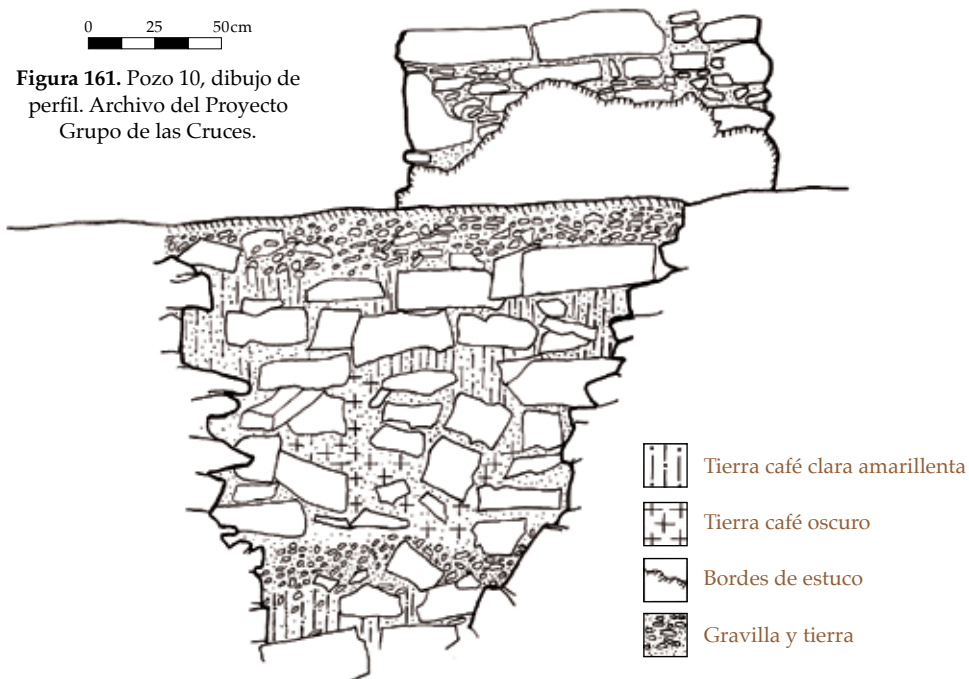 0 25 50cm
Figura 161. Pozo 10, dibujo de
perfil. Archivo del Proyecto
Grupo de las Cruces.
Tierra café clara amarillenta
Tierra café oscuro
Bordes de estuco
Gravilla y tierra